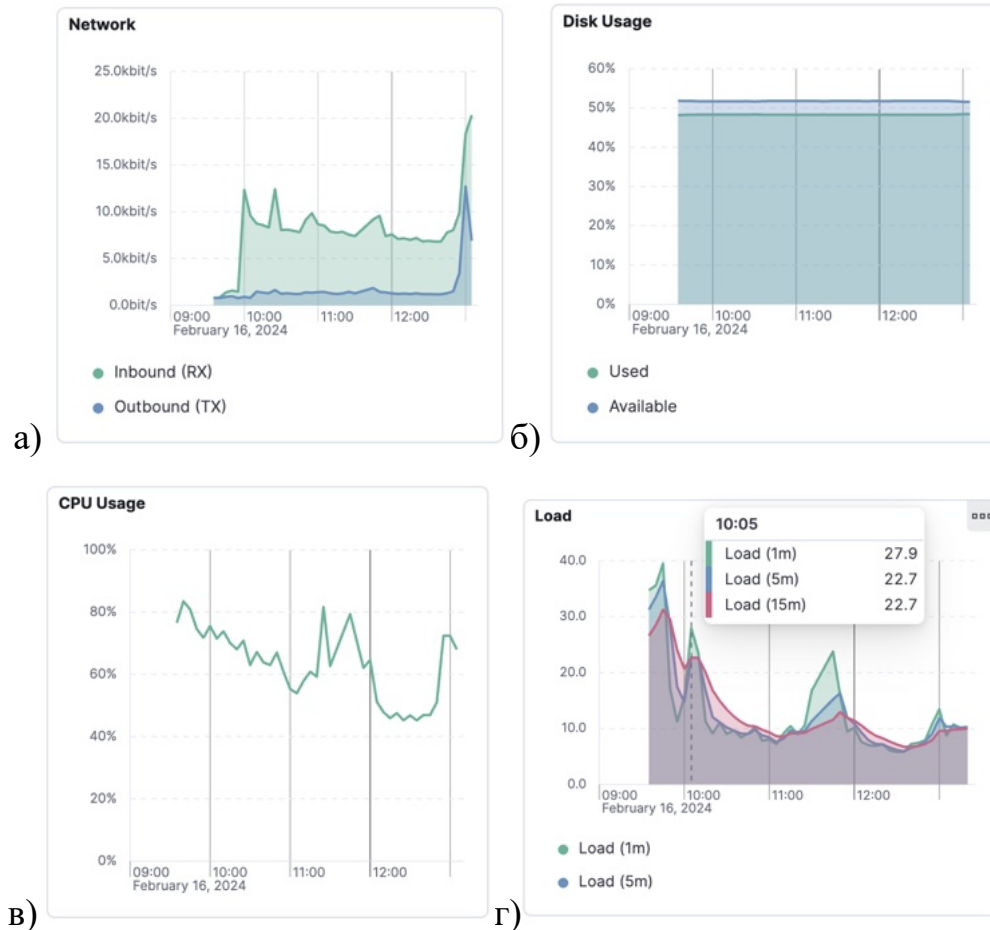 Network
25.0kbit/s
20.0kbit/s
15.0kbit/s
10.0kbit/s
5.0kbit/s
0.0bit/s
09:00 10:00 11:00 12:00
February 16, 2024
Inbound (RX)
Outbound (TX)
а)
Disk Usage
60%
50%
40%
30%
20%
10%
0%
09:00 10:00 11:00 12:00
February 16, 2024
Used
Available
б)
CPU Usage
100%
80%
60%
40%
20%
0%
09:00 10:00 11:00 12:00
February 16, 2024
в)
Load
10:05
Load (1m) 27.9
Load (5m) 22.7
Load (15m) 22.7
40.0
30.0
20.0
10.0
0.0
09:00 10:00 11:00 12:00
February 16, 2024
Load (1m)
Load (5m)
г)